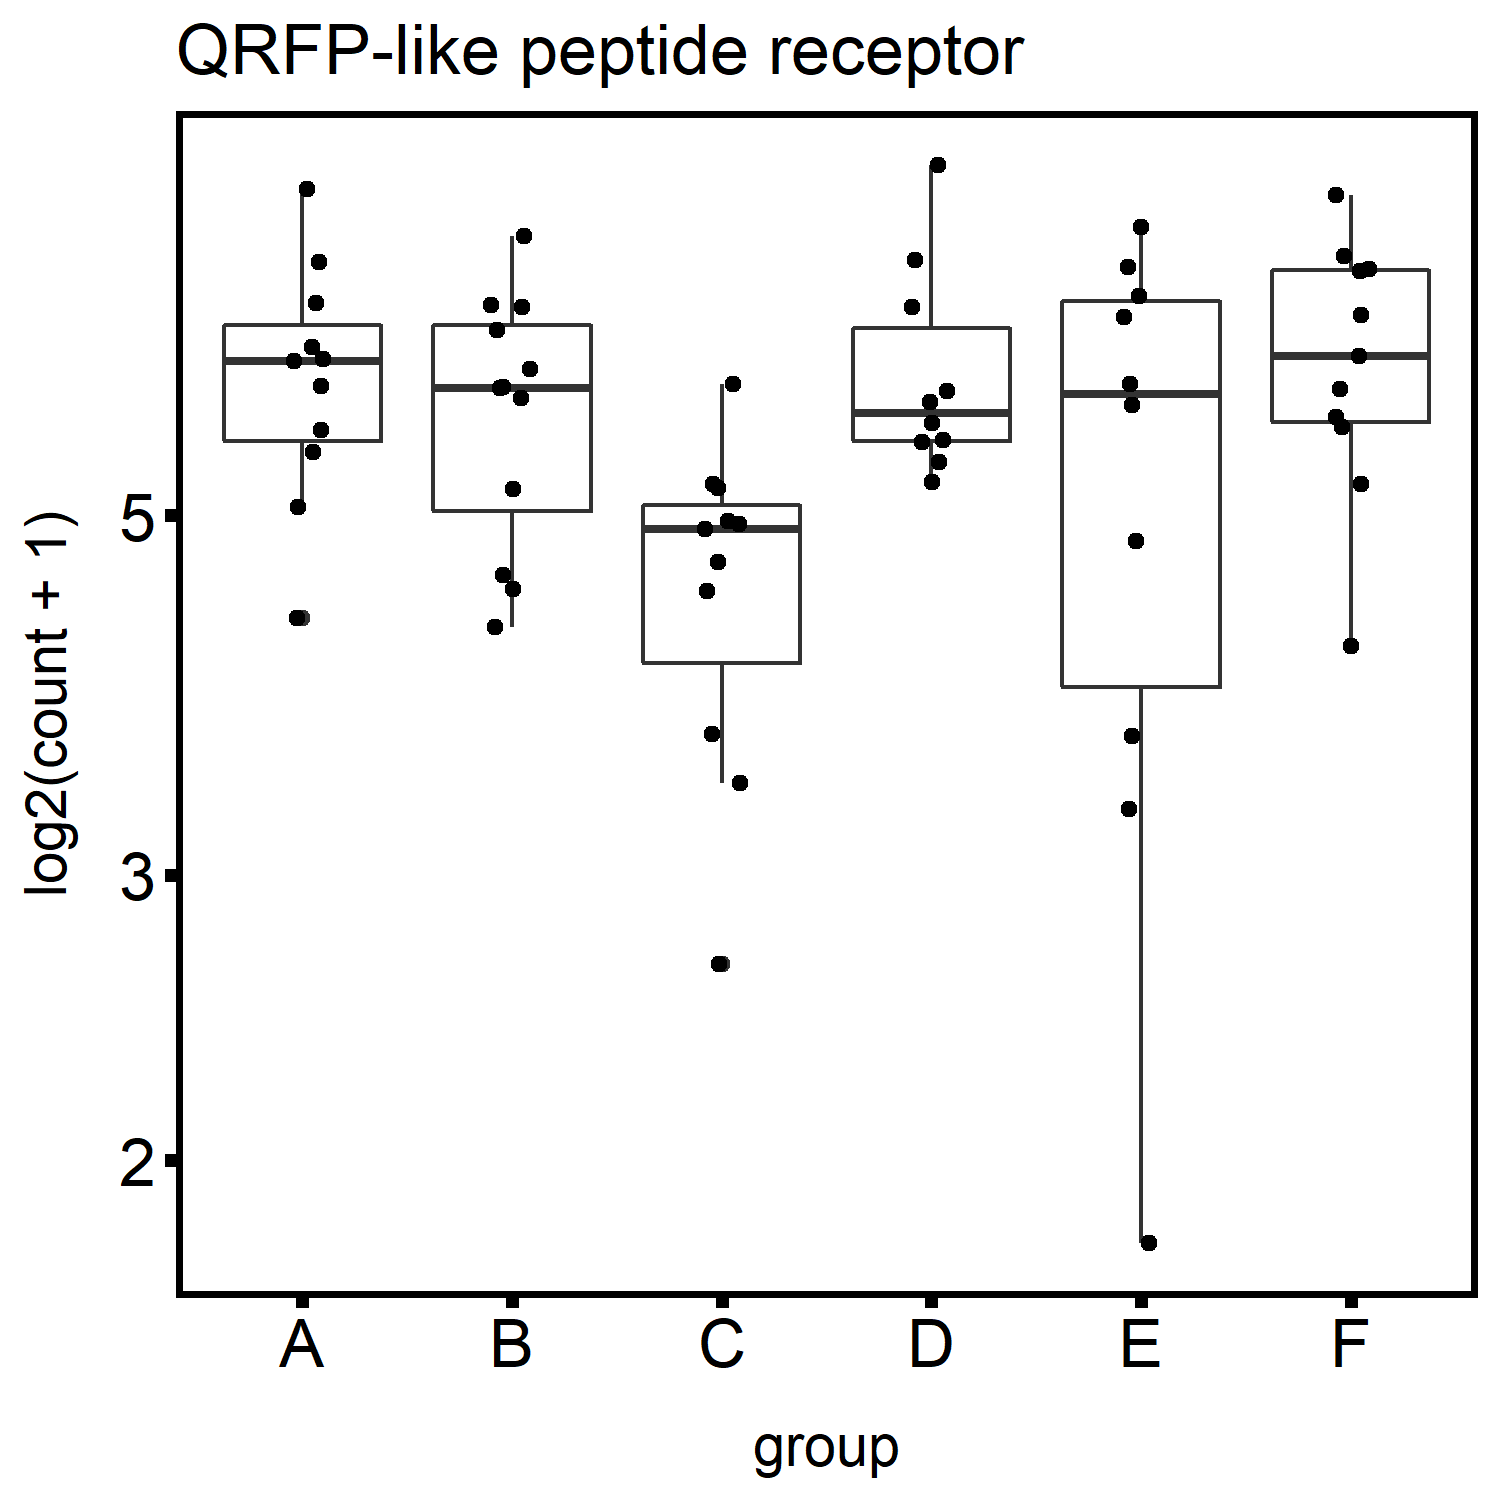 QRFP-like peptide receptor
log2(count + 1)
5
3
2
A B C D E F
group